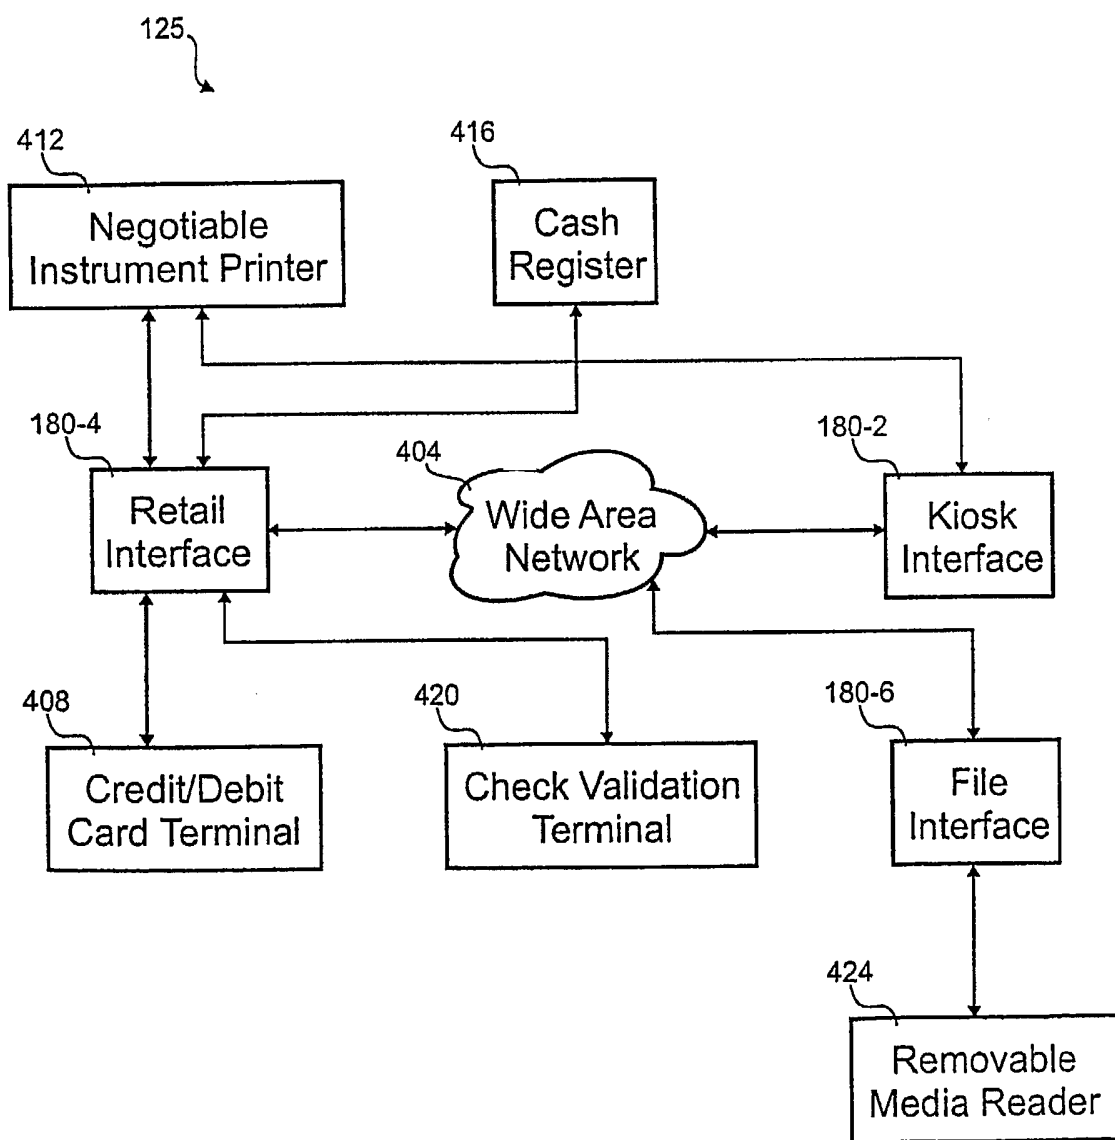 125
412
416
Negotiable
Instrument Printer
Cash
Register
180-4
404
180-2
Retail
Interface
Wide Area
Network
Kiosk
Interface
408
420
180-6
Credit/Debit
Card Terminal
Check Validation
Terminal
File
Interface
424
Removable
Media Reader